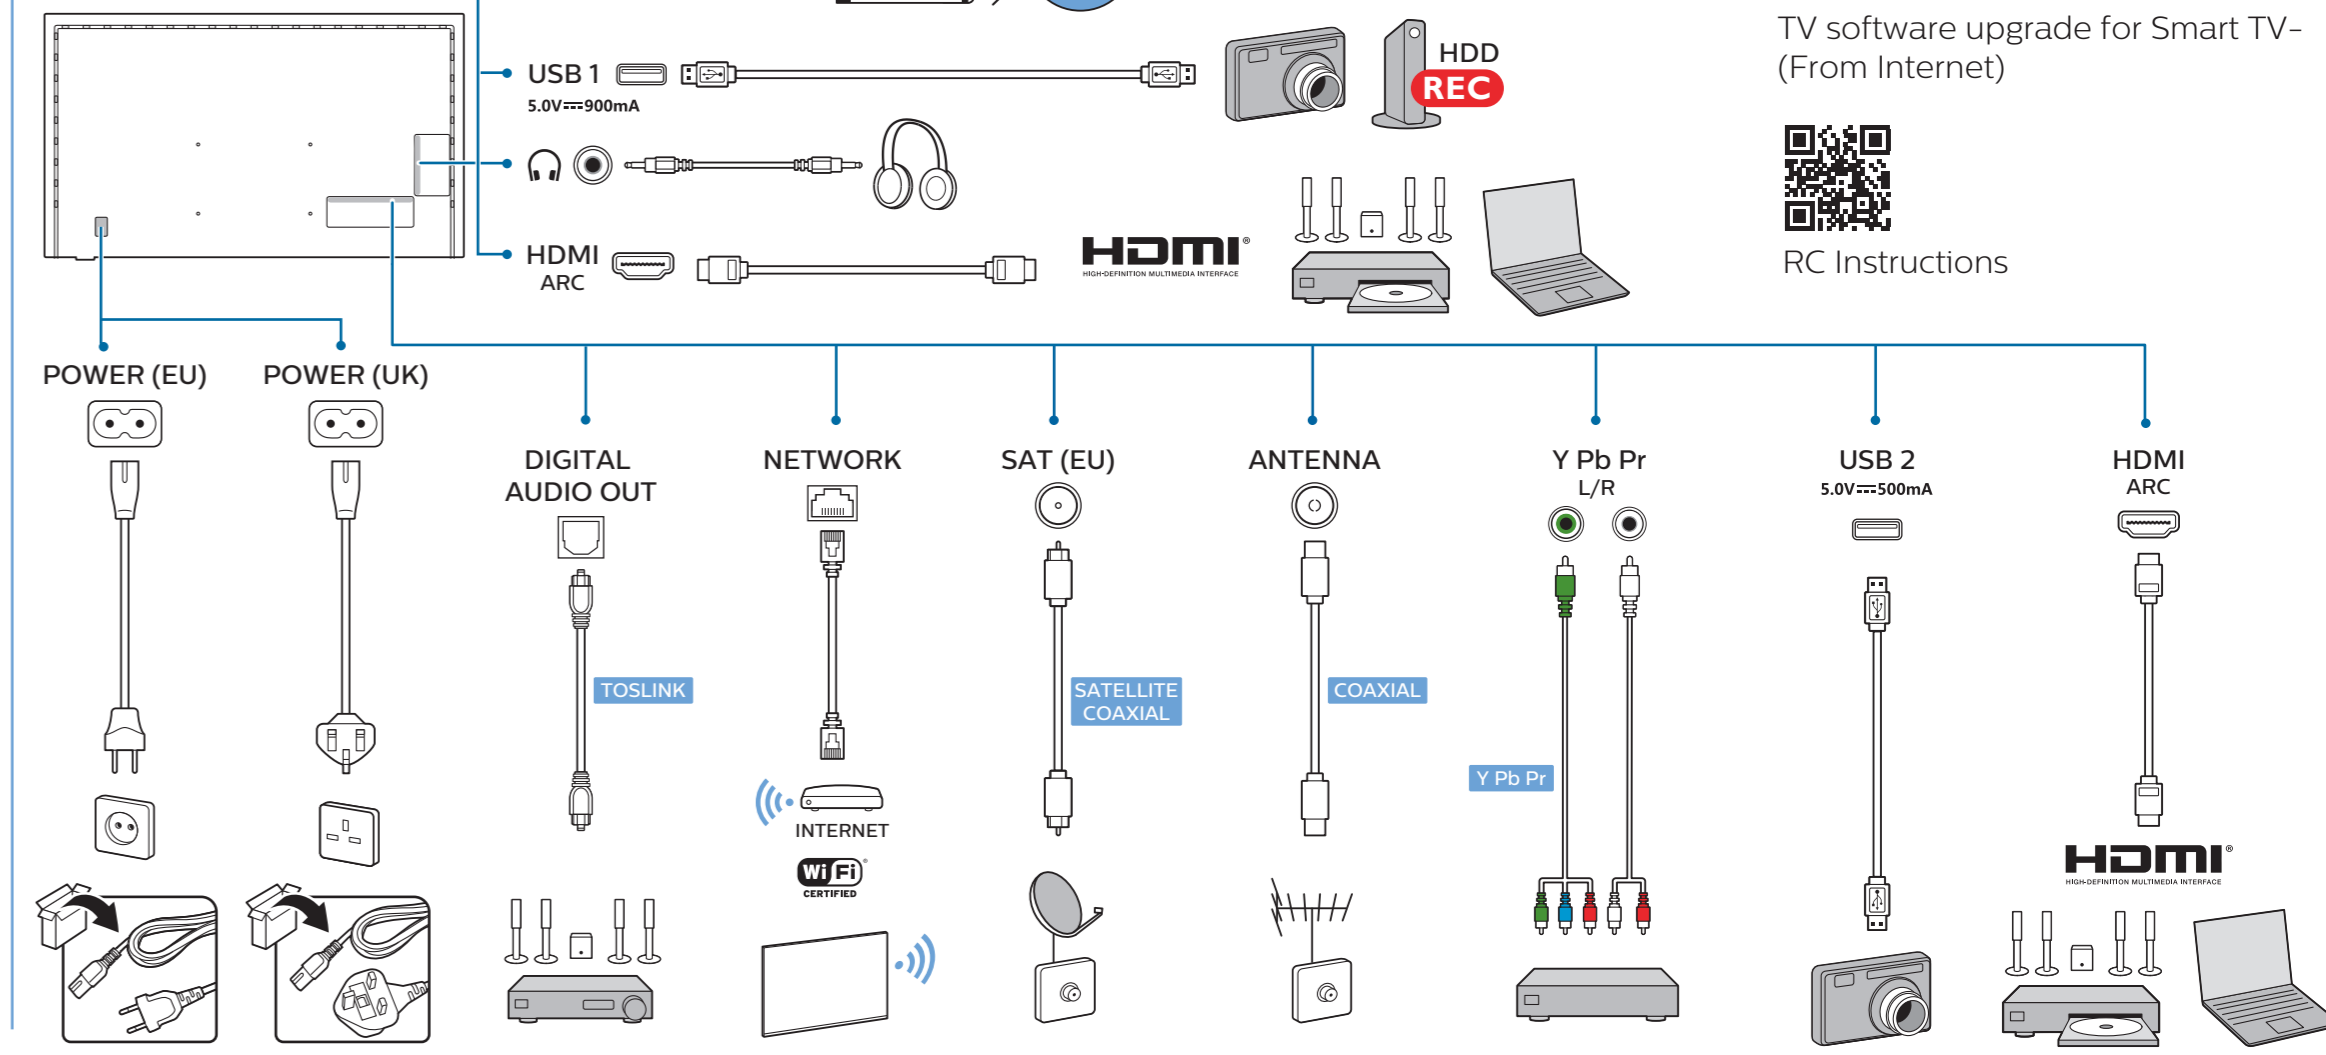 TV software upgrade for Smart TV-
(From Internet)
RC Instructions
USB 1
5.0V⎓900mA
HDD
REC
HDMI
ARC
HDMI®
HIGH-DEFINITION MULTIMEDIA INTERFACE
POWER (EU)
POWER (UK)
DIGITAL
AUDIO OUT
TOSLINK
NETWORK
INTERNET
Wi Fi®
CERTIFIED
SAT (EU)
SATELLITE
COAXIAL
ANTENNA
COAXIAL
Y Pb Pr
L/R
Y Pb Pr
USB 2
5.0V⎓500mA
HDMI
ARC
HDMI®
HIGH-DEFINITION MULTIMEDIA INTERFACE